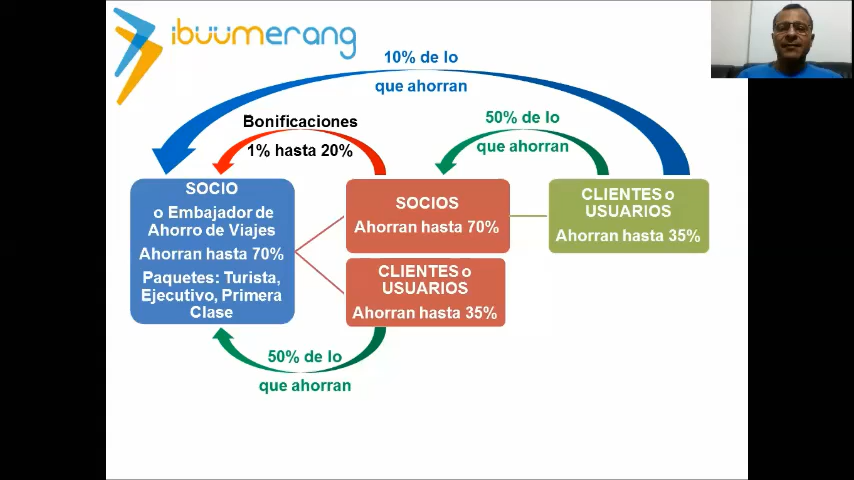 ibuumerang
10% de lo
que ahorran
Bonificaciones
1% hasta 20%
50% de lo
que ahorran
SOCIO
o Embajador de
Ahorro de Viajes
Ahorran hasta 70%
Paquetes: Turista,
Ejecutivo, Primera
Clase
SOCIOS
Ahorran hasta 70%
CLIENTES o
USUARIOS
Ahorran hasta 35%
CLIENTES o
USUARIOS
Ahorran hasta 35%
50% de lo
que ahorran